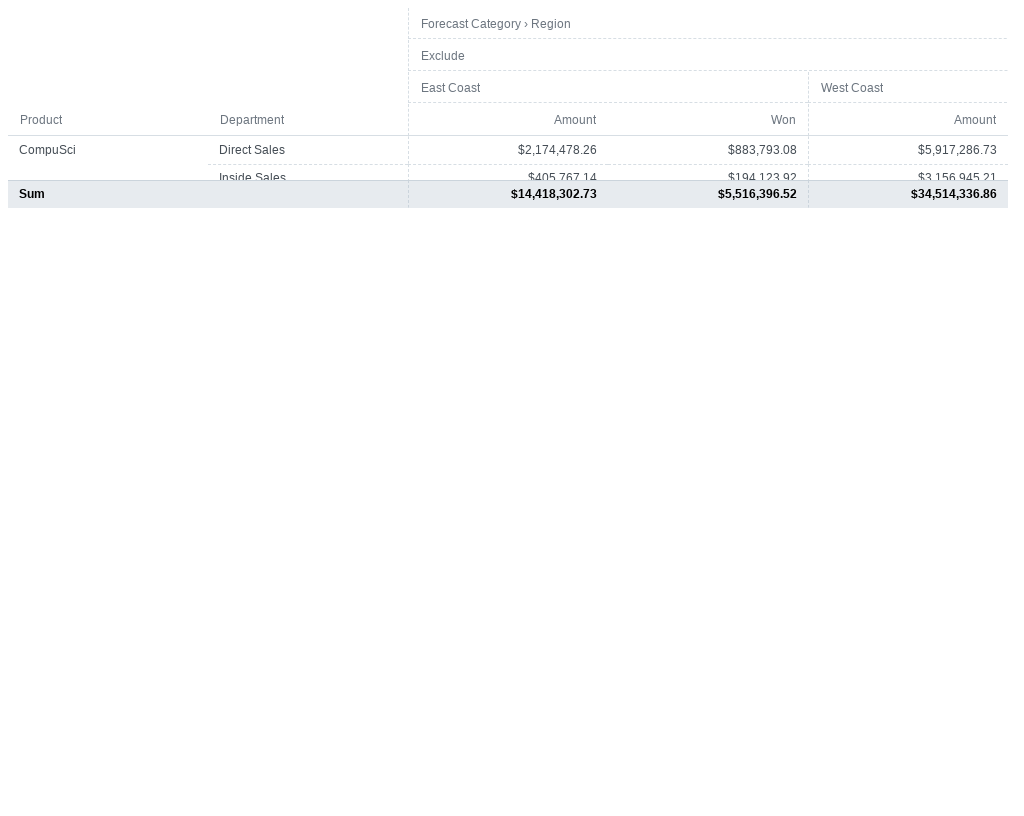 Forecast Category › Region
Exclude
East Coast West Coast
Product Department Amount Won Amount
CompuSci Direct Sales $2,174,478.26 $883,793.08 $5,917,286.73
Inside Sales $405,767.14 $194,123.92 $3,156,945.21
Sum $14,418,302.73 $5,516,396.52 $34,514,336.86